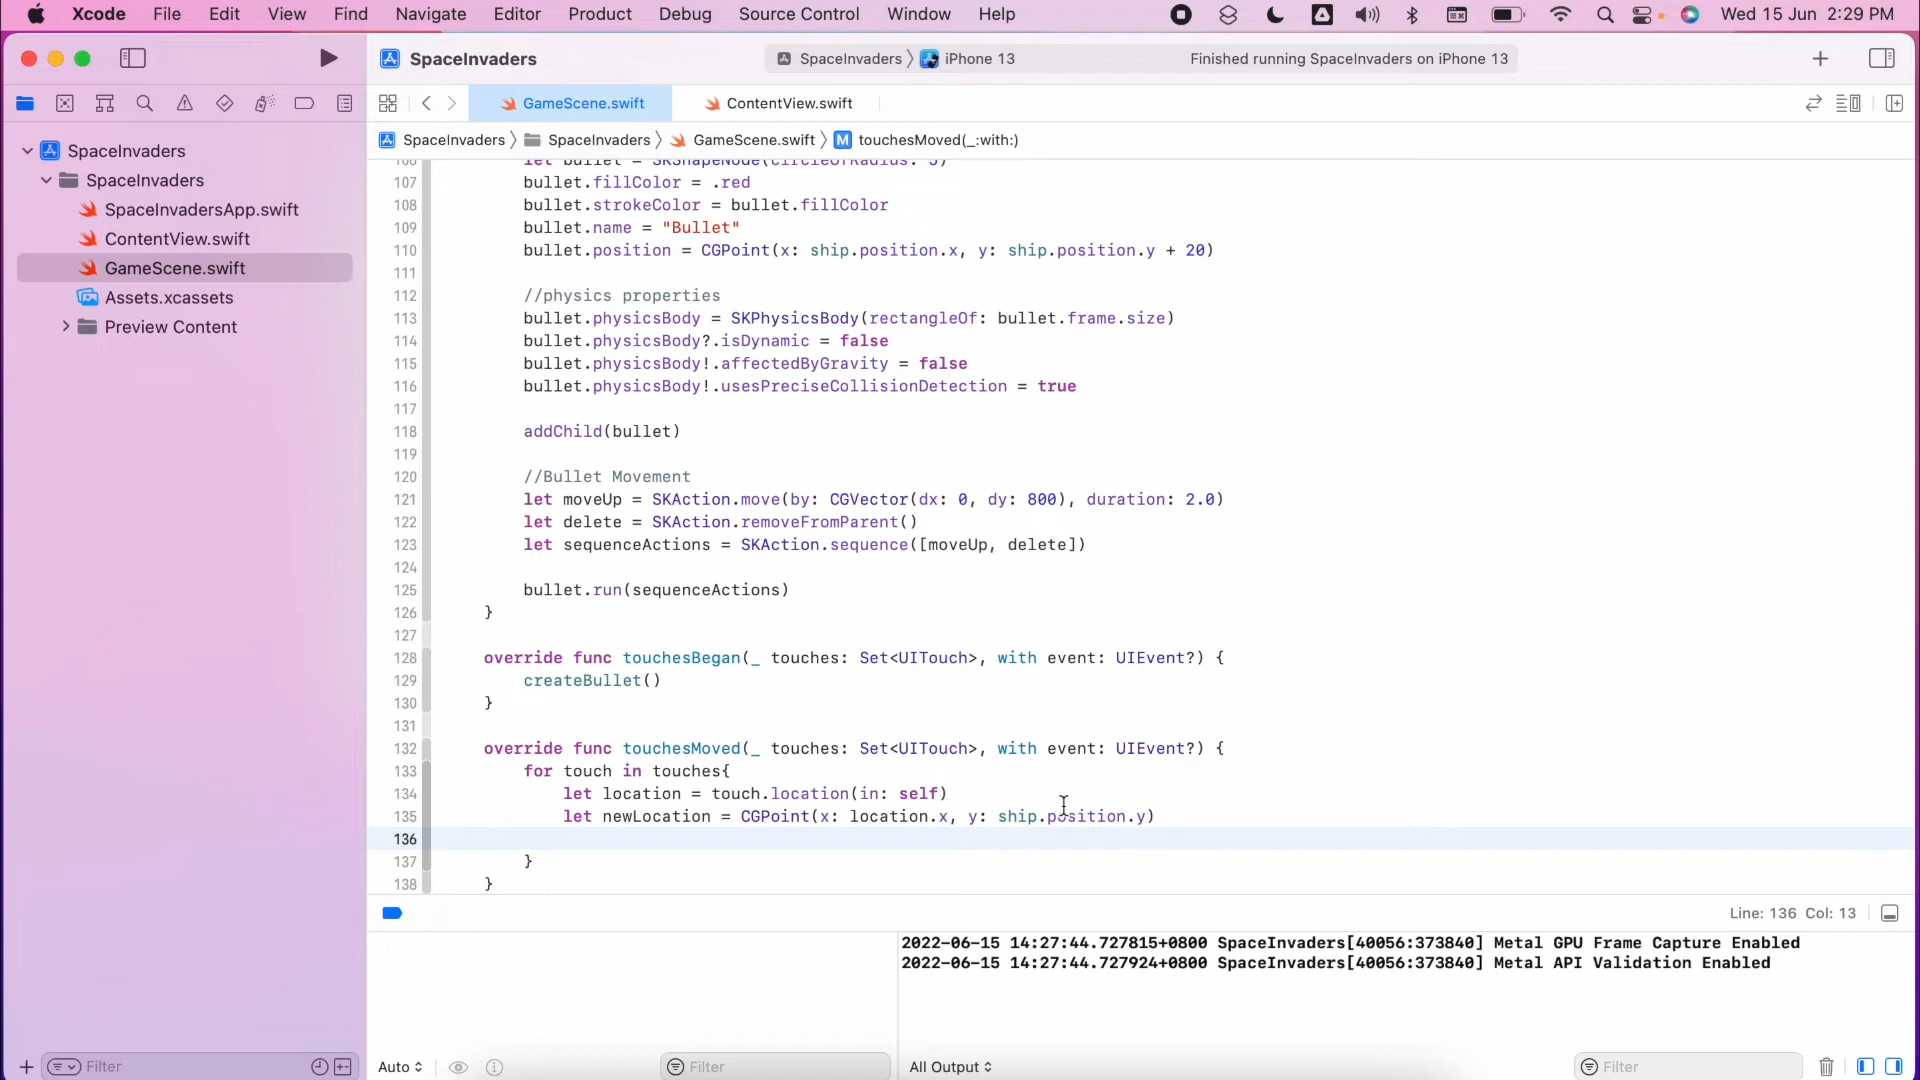 Xcode File Edit View Find Navigate Editor Product Debug Source Control Window Help Wed 15 Jun 2:29 PM
SpaceInvaders SpaceInvaders iPhone 13 Finished running SpaceInvaders on iPhone 13
GameScene.swift ContentView.swift
SpaceInvaders SpaceInvaders GameScene.swift M touchesMoved(_:with:)
SpaceInvaders
SpaceInvaders
SpaceInvadersApp.swift
ContentView.swift
GameScene.swift
Assets.xcassets
Preview Content
106 let bullet = SKShapeNode(circleOfRadius: 5)
107 bullet.fillColor = .red
108 bullet.strokeColor = bullet.fillColor
109 bullet.name = "Bullet"
110 bullet.position = CGPoint(x: ship.position.x, y: ship.position.y + 20)
111
112 //physics properties
113 bullet.physicsBody = SKPhysicsBody(rectangleOf: bullet.frame.size)
114 bullet.physicsBody?.isDynamic = false
115 bullet.physicsBody!.affectedByGravity = false
116 bullet.physicsBody!.usesPreciseCollisionDetection = true
117
118 addChild(bullet)
119
120 //Bullet Movement
121 let moveUp = SKAction.move(by: CGVector(dx: 0, dy: 800), duration: 2.0)
122 let delete = SKAction.removeFromParent()
123 let sequenceActions = SKAction.sequence([moveUp, delete])
124
125 bullet.run(sequenceActions)
126 }
127
128 override func touchesBegan(_ touches: Set<UITouch>, with event: UIEvent?) {
129 createBullet()
130 }
131
132 override func touchesMoved(_ touches: Set<UITouch>, with event: UIEvent?) {
133 for touch in touches{
134 let location = touch.location(in: self)
135 let newLocation = CGPoint(x: location.x, y: ship.position.y)
136
137 }
138 }
Line: 136 Col: 13
2022-06-15 14:27:44.727815+0800 SpaceInvaders[40056:373840] Metal GPU Frame Capture Enabled
2022-06-15 14:27:44.727924+0800 SpaceInvaders[40056:373840] Metal API Validation Enabled
Filter Auto Filter All Output Filter